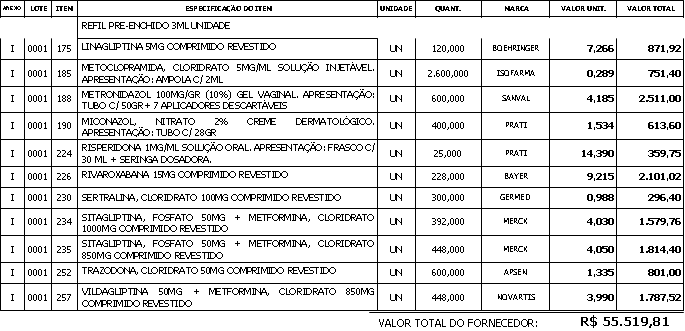 ANEXO LOTE ITEM ESPECIFICAÇÃO DO ITEM UNIDADE QUANT. MARCA VALOR UNIT. VALOR TOTAL
REFIL PRE-ENCHIDO 3ML UNIDADE
I 0001 175 LINAGLIPTINA 5MG COMPRIMIDO REVESTIDO UN 120,000 BOEHRINGER 7,266 871,92
METOCLOPRAMIDA, CLORIDRATO 5MG/ML SOLUÇÃO INJETÁVEL.
I 0001 185 APRESENTAÇÃO: AMPOLA C/ 2ML UN 2.600,000 ISOFARMA 0,289 751,40
METRONIDAZOL 100MG/GR (10%) GEL VAGINAL. APRESENTAÇÃO:
I 0001 188 TUBO C/ 50GR + 7 APLICADORES DESCARTÁVEIS UN 600,000 SANVAL 4,185 2.511,00
MICONAZOL, NITRATO 2% CREME DERMATOLÓGICO.
I 0001 190 APRESENTAÇÃO: TUBO C/ 28GR UN 400,000 PRATI 1,534 613,60
RISPERIDONA 1MG/ML SOLUÇÃO ORAL. APRESENTAÇÃO: FRASCO C/
I 0001 224 30 ML + SERINGA DOSADORA. UN 25,000 PRATI 14,390 359,75
I 0001 226 RIVAROXABANA 15MG COMPRIMIDO REVESTIDO UN 228,000 BAYER 9,215 2.101,02
I 0001 230 SERTRALINA, CLORIDRATO 100MG COMPRIMIDO REVESTIDO UN 300,000 GERMED 0,988 296,40
SITAGLIPTINA, FOSFATO 50MG + METFORMINA, CLORIDRATO
I 0001 234 1000MG COMPRIMIDO REVESTIDO UN 392,000 MERCK 4,030 1.579,76
SITAGLIPTINA, FOSFATO 50MG + METFORMINA, CLORIDRATO
I 0001 235 850MG COMPRIMIDO REVESTIDO UN 448,000 MERCK 4,050 1.814,40
I 0001 252 TRAZODONA, CLORIDRATO 50MG COMPRIMIDO REVESTIDO UN 600,000 APSEN 1,335 801,00
VILDAGLIPTINA 50MG + METFORMINA, CLORIDRATO 850MG
I 0001 257 COMPRIMIDO REVESTIDO UN 448,000 NOVARTIS 3,990 1.787,52
VALOR TOTAL DO FORNECEDOR: R$ 55.519,81